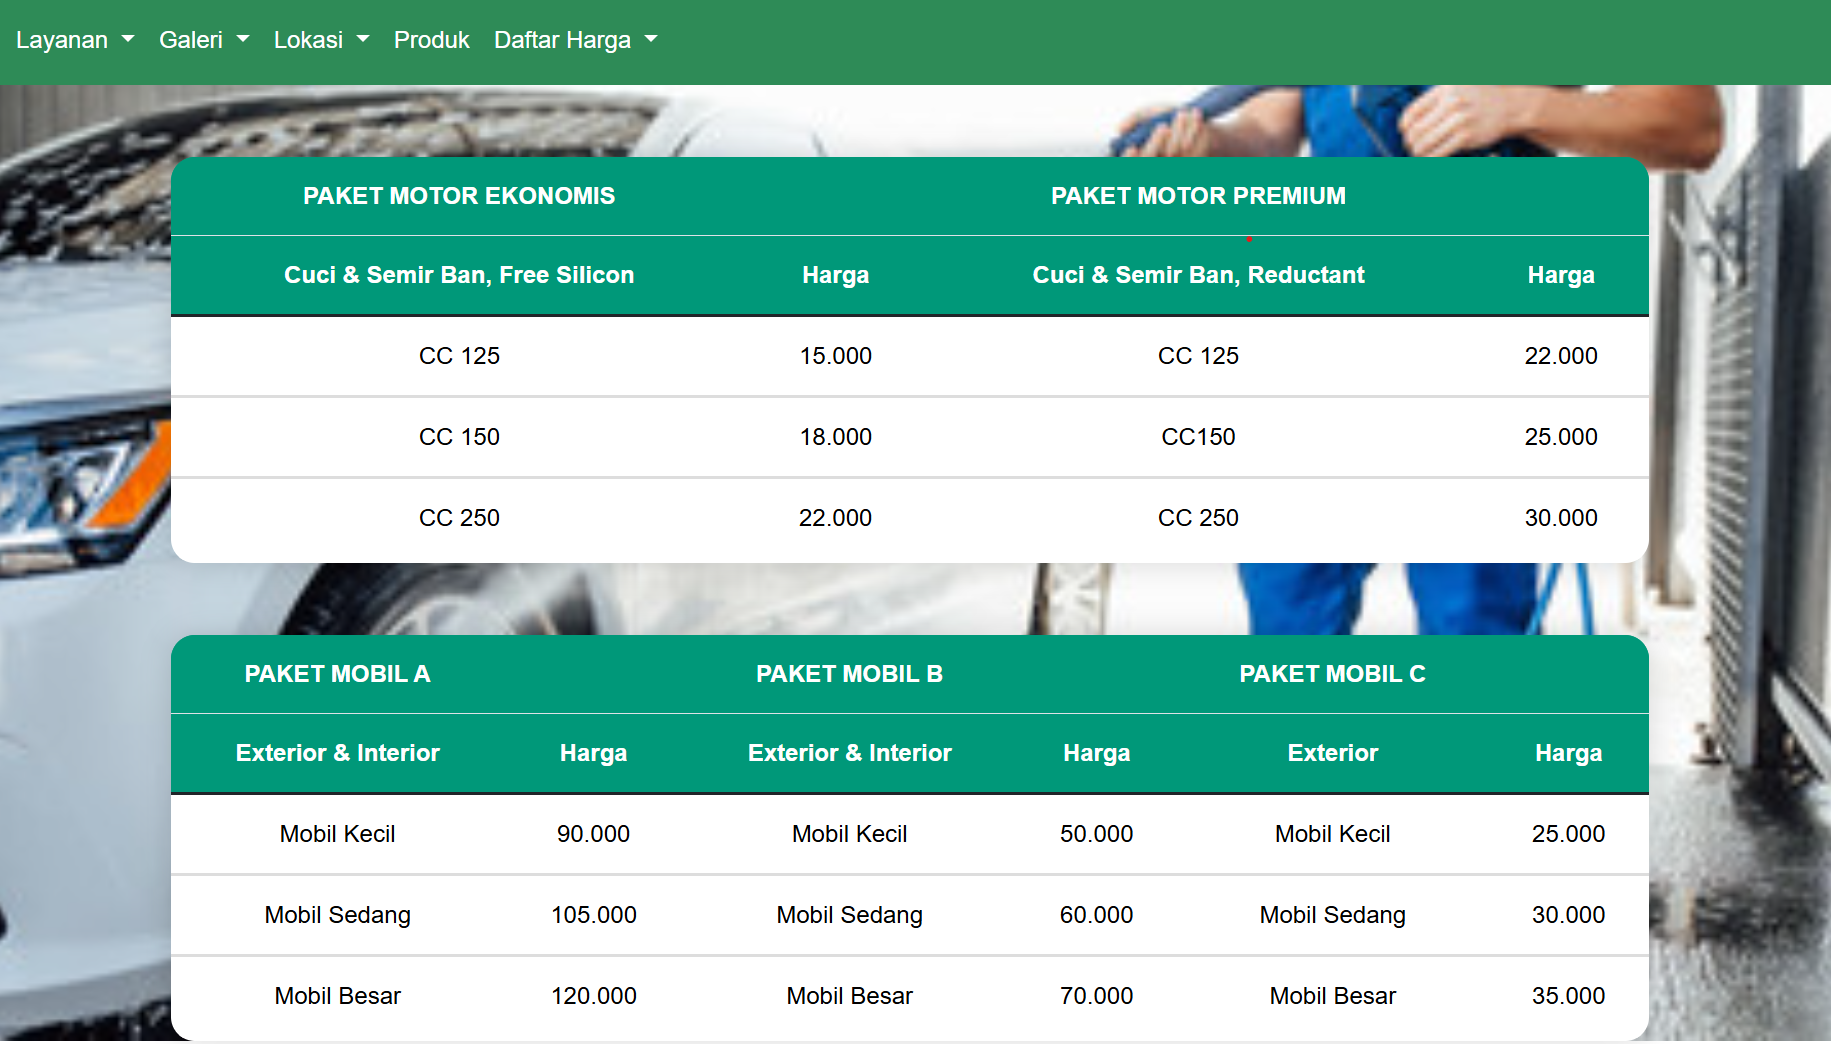 Layanan Galeri Lokasi Produk Daftar Harga
PAKET MOTOR EKONOMIS PAKET MOTOR PREMIUM
Cuci & Semir Ban, Free Silicon Harga Cuci & Semir Ban, Reductant Harga
CC 125 15.000 CC 125 22.000
CC 150 18.000 CC150 25.000
CC 250 22.000 CC 250 30.000
PAKET MOBIL A PAKET MOBIL B PAKET MOBIL C
Exterior & Interior Harga Exterior & Interior Harga Exterior Harga
Mobil Kecil 90.000 Mobil Kecil 50.000 Mobil Kecil 25.000
Mobil Sedang 105.000 Mobil Sedang 60.000 Mobil Sedang 30.000
Mobil Besar 120.000 Mobil Besar 70.000 Mobil Besar 35.000